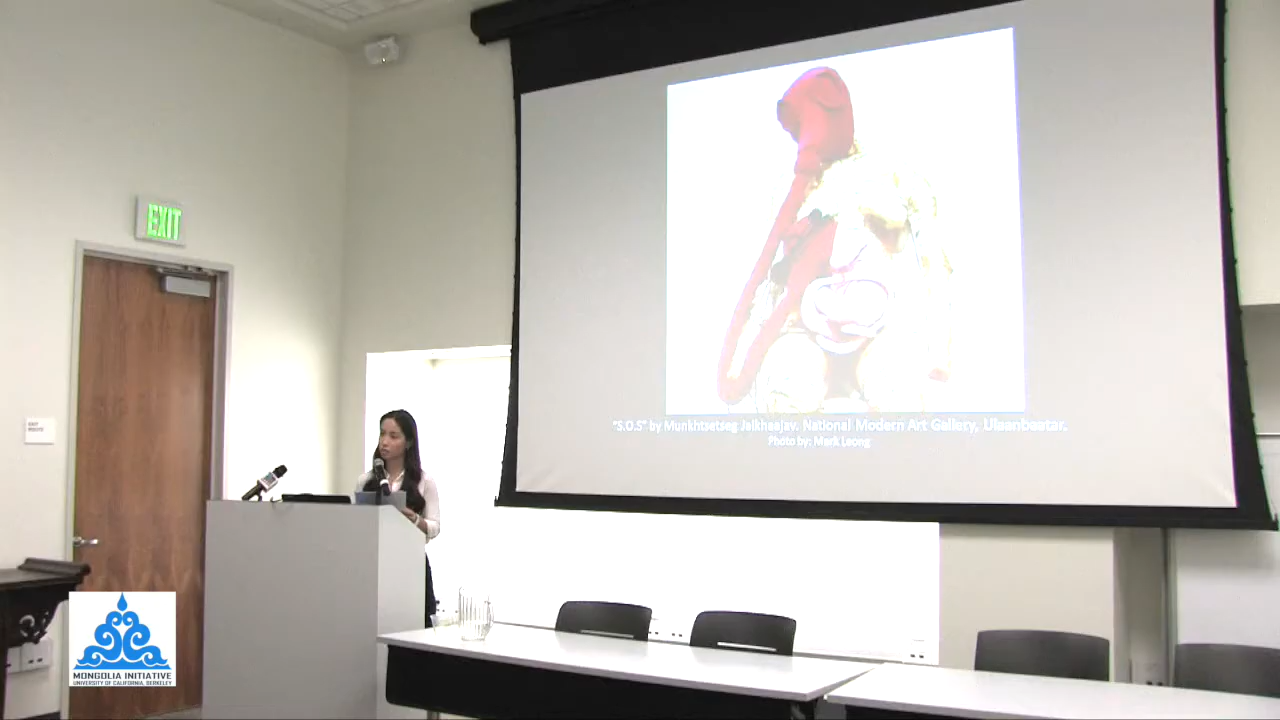 EXIT
"S.O.S" by Munkhtsetseg Jalkhaajav. National Modern Art Gallery, Ulaanbaatar.
Photo by: Mark Leong
MONGOLIA INITIATIVE
UNIVERSITY OF CALIFORNIA, BERKELEY